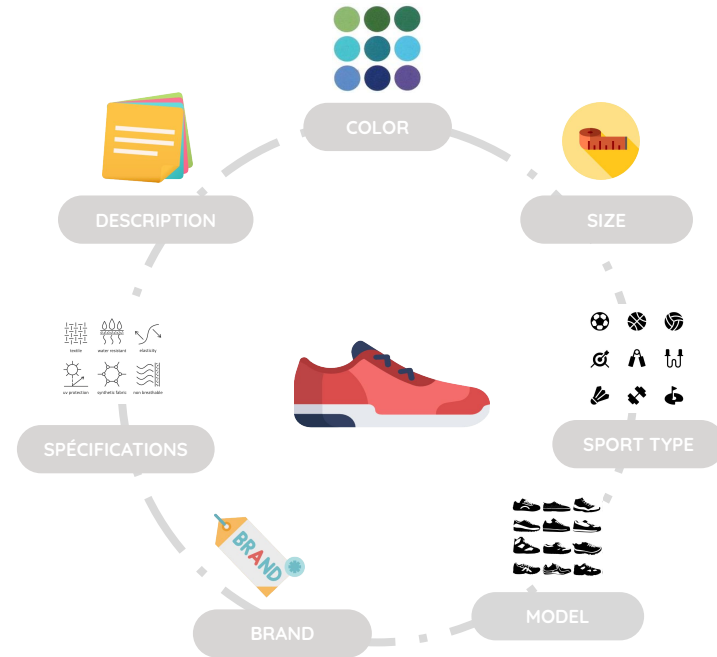 COLOR
DESCRIPTION
SIZE
textile
water resistant
elasticity
uv protection
synthetic fabric
non breathable
SPÉCIFICATIONS
SPORT TYPE
BRAND
MODEL
BRAND